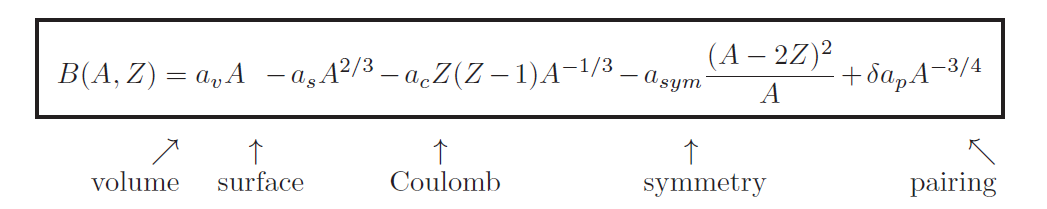 B(A, Z) = a_v A − a_s A^{2/3} − a_c Z(Z − 1)A^{−1/3} − a_{sym} \frac{(A − 2Z)^2}{A} + δa_p A^{−3/4}
↗ ↑ ↑ ↑ ↖
volume surface Coulomb symmetry pairing